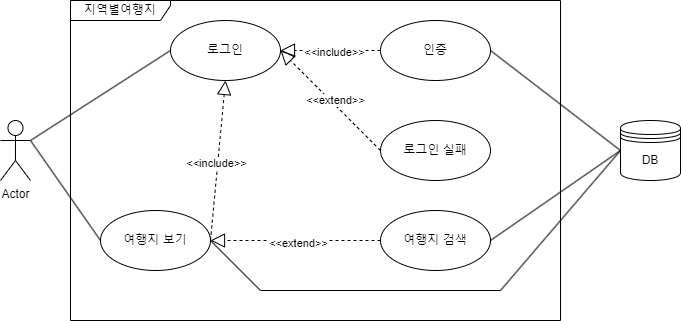 지역별여행지
로그인
<<include>>
인증
<<extend>>
로그인 실패
DB
Actor
<<include>>
여행지 보기
<<extend>>
여행지 검색